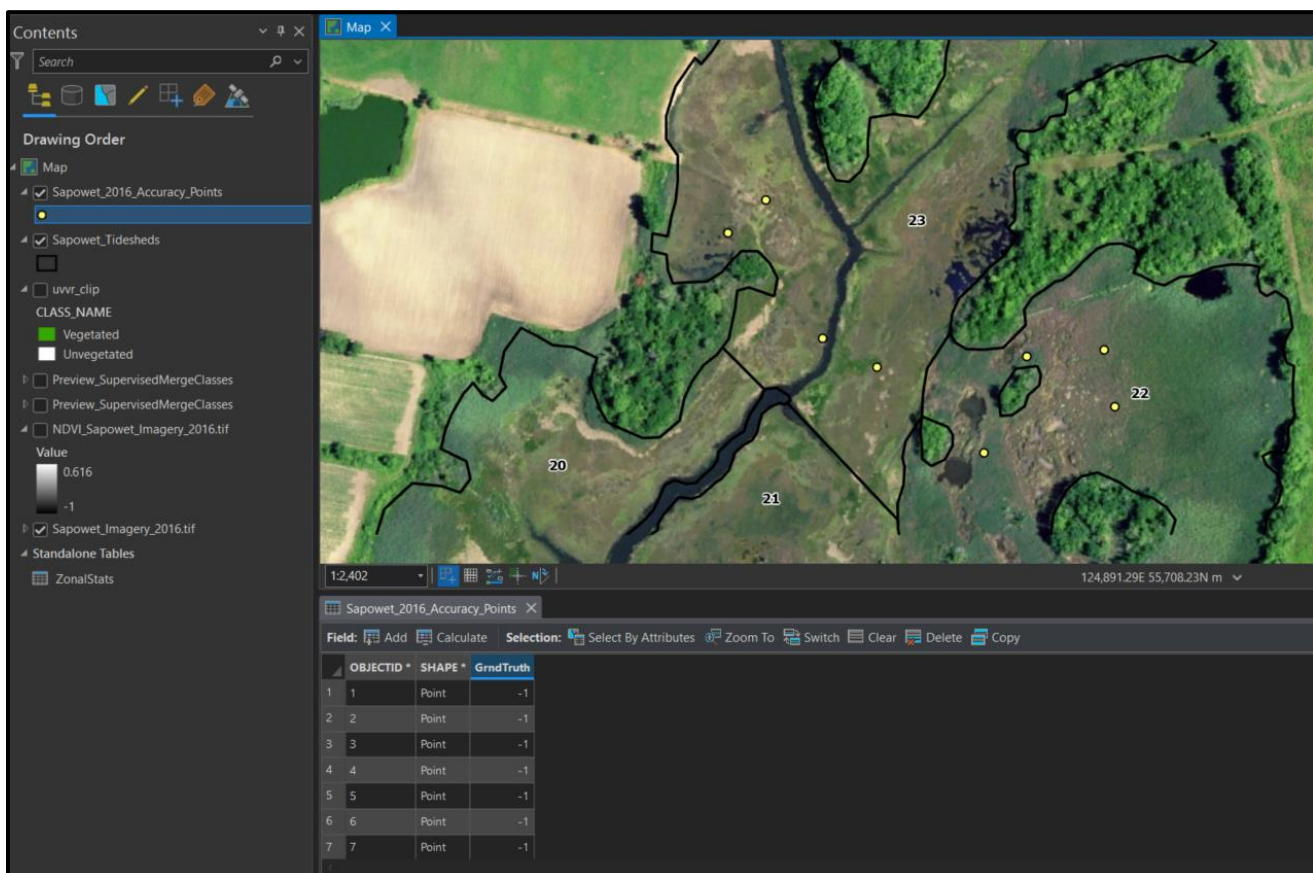 Contents
Search
Drawing Order
Map
Sapowet_2016_Accuracy_Points
Sapowet_Tidesheds
uvvr_clip
CLASS_NAME
Vegetated
Unvegetated
Preview_SupervisedMergeClasses
Preview_SupervisedMergeClasses
NDVI_Sapowet_Imagery_2016.tif
Value
0.616
-1
Sapowet_Imagery_2016.tif
Standalone Tables
ZonalStats
Map
23
22
20
21
1:2,402
124,891.29E 55,708.23N m
Sapowet_2016_Accuracy_Points
Field: Add Calculate Selection: Select By Attributes Zoom To Switch Clear Delete Copy
OBJECTID * SHAPE * GrndTruth
1 1 Point -1
2 2 Point -1
3 3 Point -1
4 4 Point -1
5 5 Point -1
6 6 Point -1
7 7 Point -1